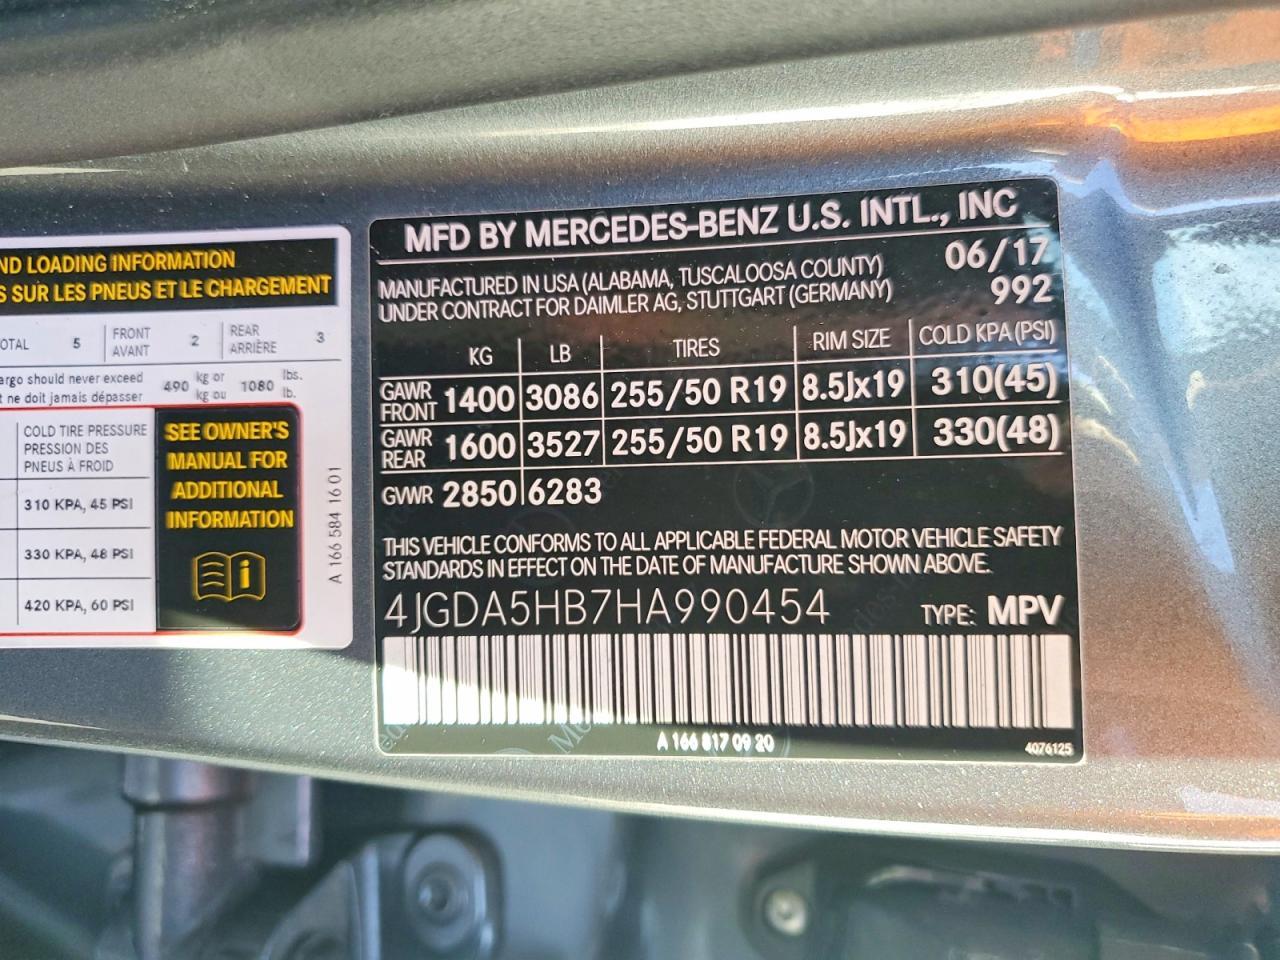 ND LOADING INFORMATION
S SUR LES PNEUS ET LE CHARGEMENT
OTAL 5 FRONT AVANT 2 REAR ARRIÈRE 3
argo should never exceed 490 kg or 1080 lbs.
t ne doit jamais dépasser kg ou lb.
COLD TIRE PRESSURE
PRESSION DES
PNEUS À FROID
310 KPA, 45 PSI
330 KPA, 48 PSI
420 KPA, 60 PSI
SEE OWNER'S
MANUAL FOR
ADDITIONAL
INFORMATION
A 166 584 16 01
MFD BY MERCEDES-BENZ U.S. INTL., INC
MANUFACTURED IN USA (ALABAMA, TUSCALOOSA COUNTY) 06/17
UNDER CONTRACT FOR DAIMLER AG, STUTTGART (GERMANY) 992
KG LB TIRES RIM SIZE COLD KPA (PSI)
GAWR FRONT 1400 3086 255/50 R19 8.5Jx19 310(45)
GAWR REAR 1600 3527 255/50 R19 8.5Jx19 330(48)
GVWR 2850 6283
THIS VEHICLE CONFORMS TO ALL APPLICABLE FEDERAL MOTOR VEHICLE SAFETY
STANDARDS IN EFFECT ON THE DATE OF MANUFACTURE SHOWN ABOVE.
4JGDA5HB7HA990454 TYPE: MPV
A 166 817 09 20
4076125